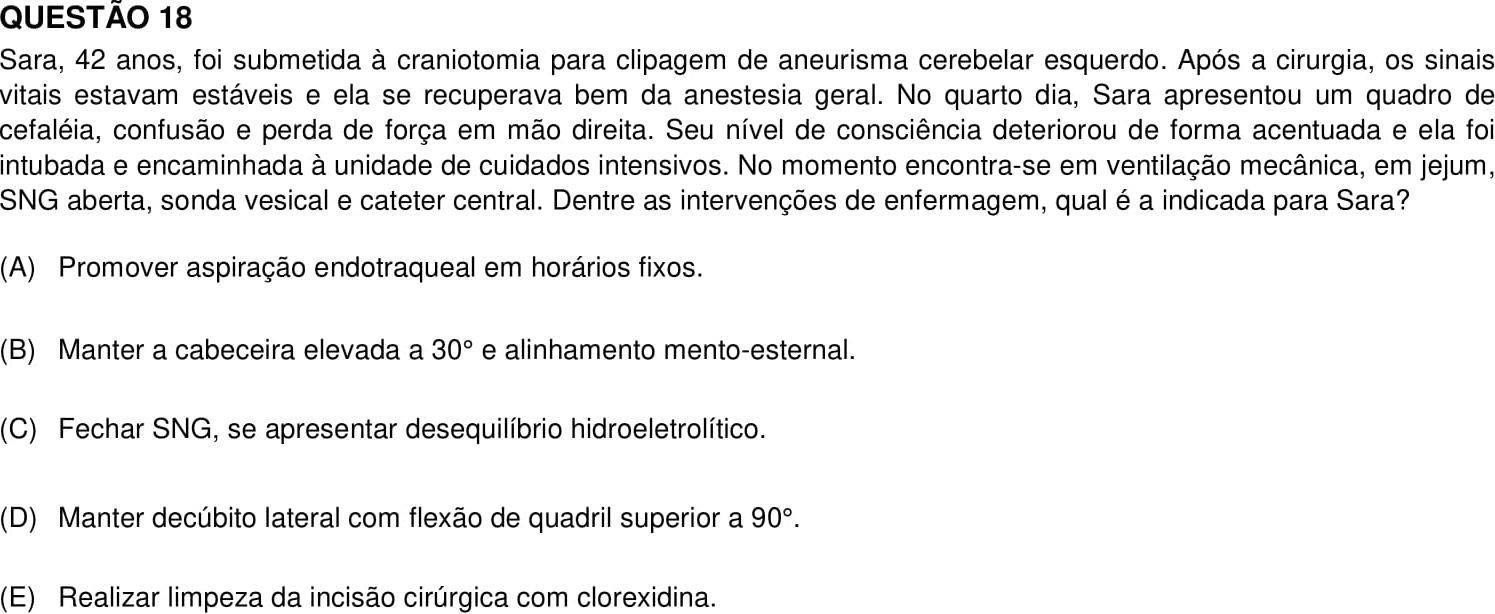 QUESTÃO 18
Sara, 42 anos, foi submetida à craniotomia para clipagem de aneurisma cerebelar esquerdo. Após a cirurgia, os sinais
vitais estavam estáveis e ela se recuperava bem da anestesia geral. No quarto dia, Sara apresentou um quadro de
cefaléia, confusão e perda de força em mão direita. Seu nível de consciência deteriorou de forma acentuada e ela foi
intubada e encaminhada à unidade de cuidados intensivos. No momento encontra-se em ventilação mecânica, em jejum,
SNG aberta, sonda vesical e cateter central. Dentre as intervenções de enfermagem, qual é a indicada para Sara?
(A) Promover aspiração endotraqueal em horários fixos.
(B) Manter a cabeceira elevada a 30° e alinhamento mento-esternal.
(C) Fechar SNG, se apresentar desequilíbrio hidroeletrolítico.
(D) Manter decúbito lateral com flexão de quadril superior a 90°.
(E) Realizar limpeza da incisão cirúrgica com clorexidina.